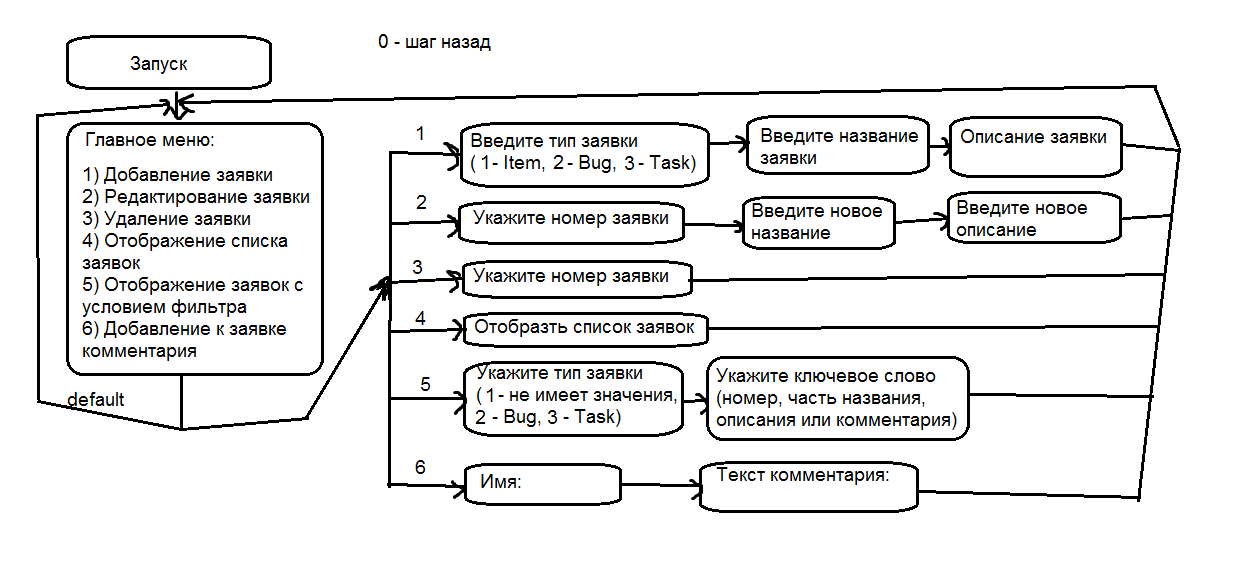 0 - шаг назад
Запуск
Главное меню:
1) Добавление заявки
2) Редактирование заявки
3) Удаление заявки
4) Отображение списка
заявок
5) Отображение заявок с
условием фильтра
6) Добавление к заявке
комментария
default
1
Введите тип заявки
(1- Item, 2 - Bug, 3 - Task)
Введите название
заявки
Описание заявки
2
Укажите номер заявки
Введите новое
название
Введите новое
описание
3
Укажите номер заявки
4
Отобразть список заявок
5
Укажите тип заявки
(1 - не имеет значения,
2 - Bug, 3 - Task)
Укажите ключевое слово
(номер, часть названия,
описания или комментария)
6
Имя:
Текст комментария: